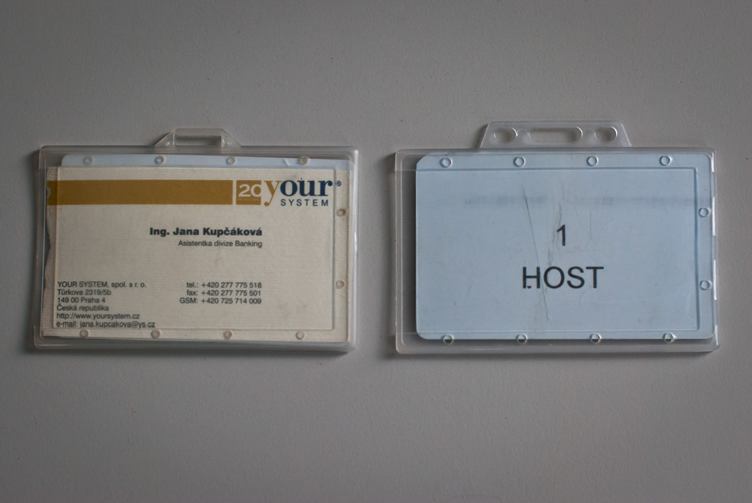 20 your®
SYSTEM
Ing. Jana Kupčáková
Asistentka divize Banking
YOUR SYSTEM, spol. s r. o.
Türkova 2319/5b
149 00 Praha 4
Česká republika
http://www.yoursystem.cz
e-mail: jana.kupcakova@ys.cz
tel.: +420 277 775 518
fax: +420 277 775 501
GSM: +420 725 714 009
1
HOST